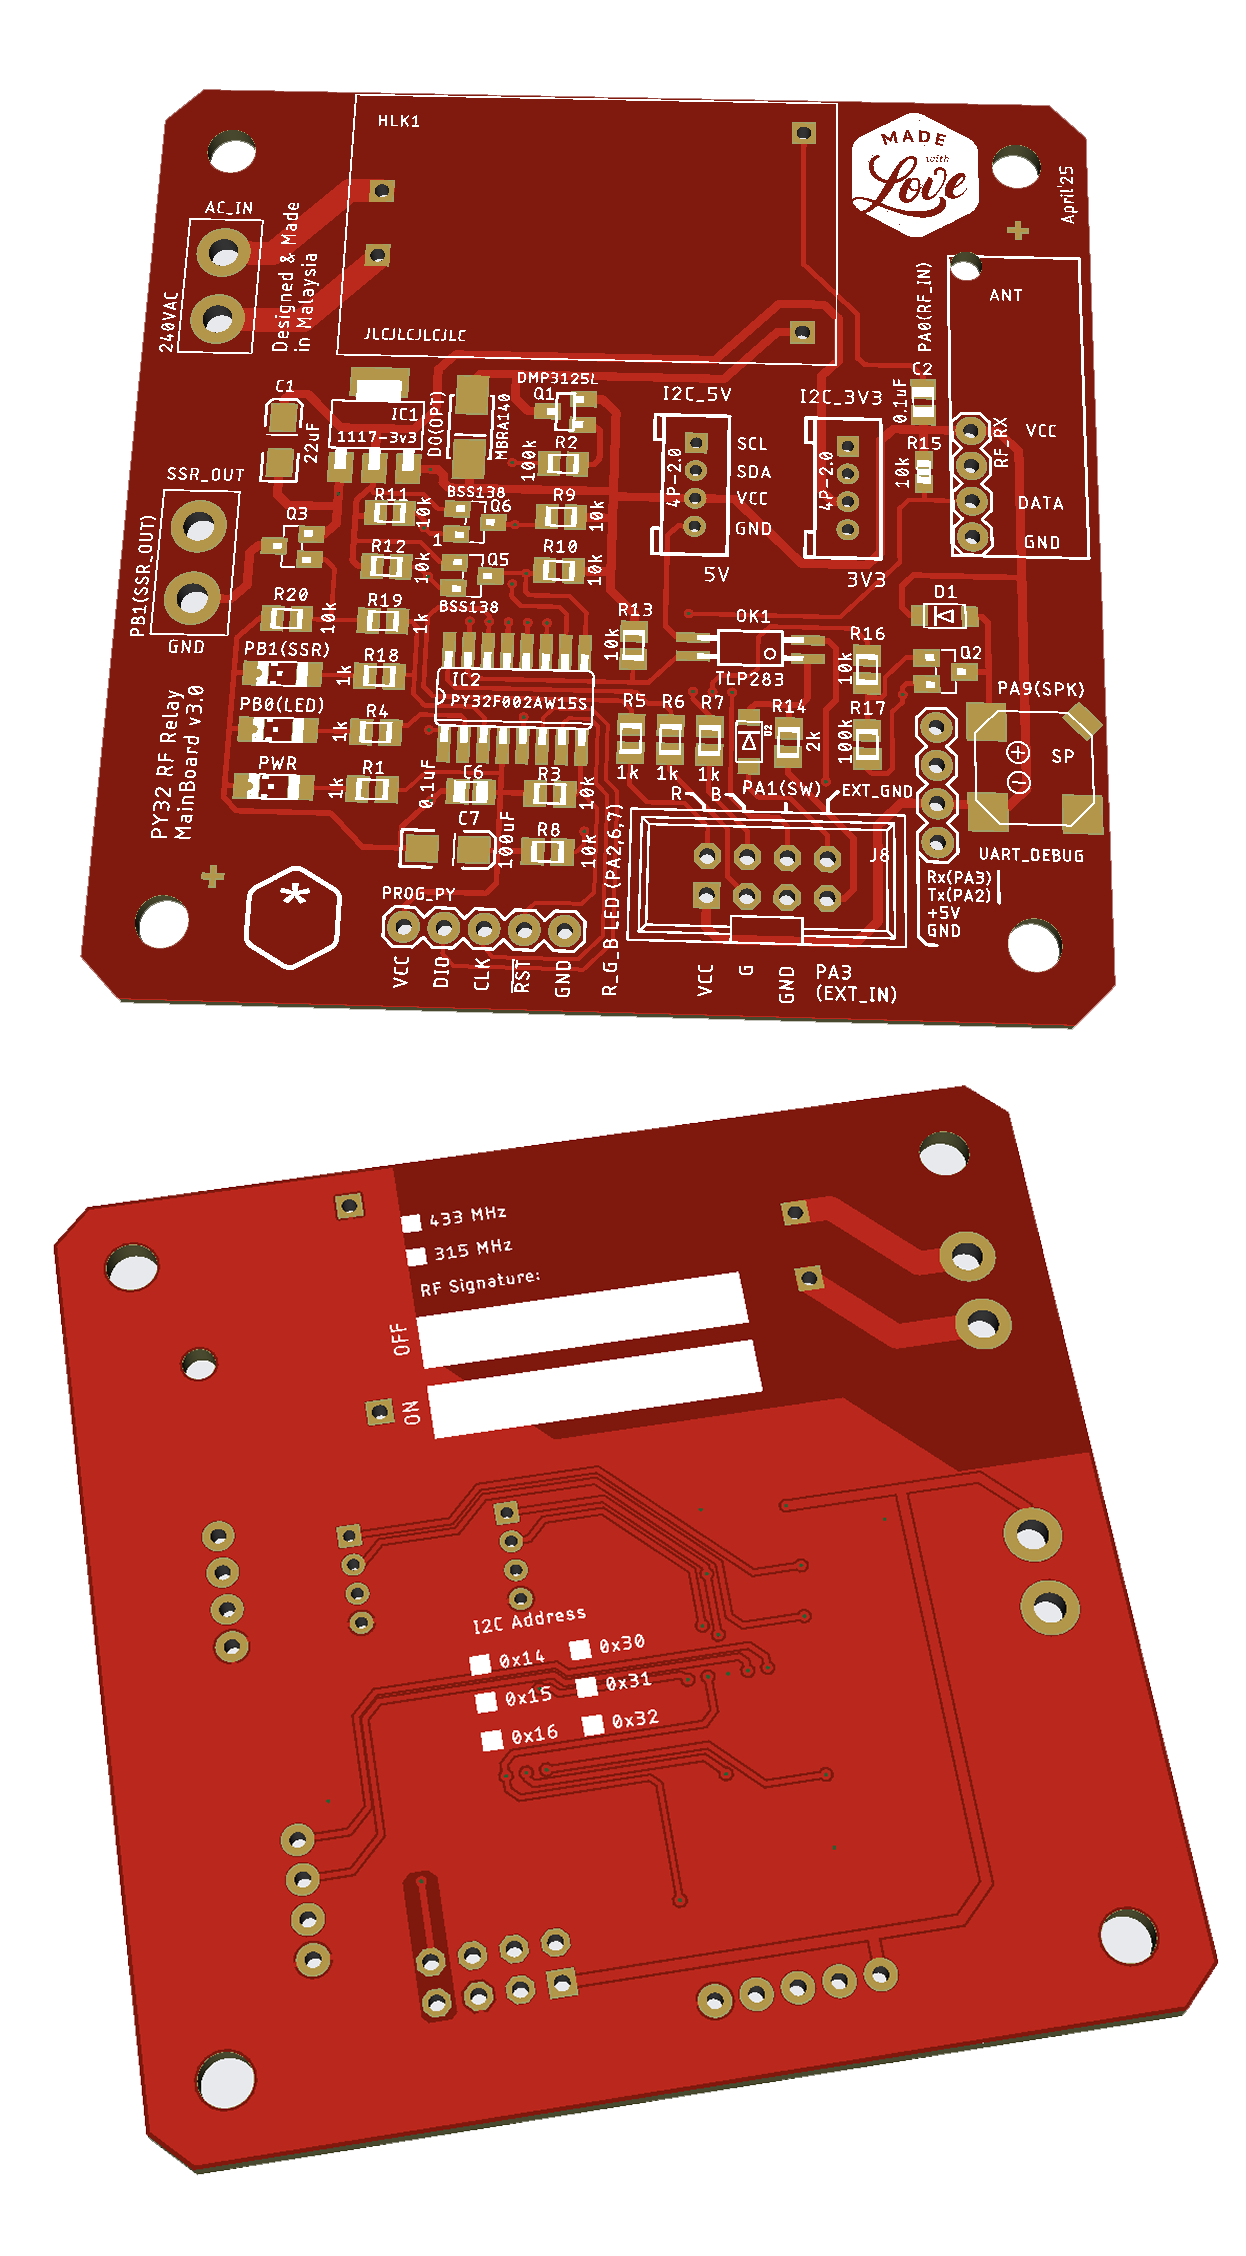 HLK1
MADE
with
Love
April'25
AC_IN
240VAC
Designed & Made
in Malaysia
JLCJLCJLCJLC
PA0(RF_IN)
ANT
C1
22uF
IC1
1117-3v3
DO(OPT)
MBRA140
DMP3125L
Q1
R2
100k
I2C_5V
4P-2.0
SCL
SDA
VCC
GND
5V
I2C_3V3
4P-2.0
3V3
C2
0.1uF
R15
10k
RF_RX
VCC
DATA
GND
SSR_OUT
PB1(SSR_OUT)
GND
Q3
R11
10k
BSS138
Q6
1
R9
10k
R12
10k
Q5
BSS138
R10
10k
R20
10k
R19
1k
R13
10k
OK1
TLP283
R16
10k
D1
Q2
PB1(SSR)
1k
R18
IC2
PY32F002AW15S
PB0(LED)
1k
R4
R5
1k
R6
1k
R7
1k
D2
R14
2k
R17
100k
PA9(SPK)
SP
PWR
1k
R1
0.1uF
C6
R3
10k
C7
100uF
R8
10k
PY32 RF Relay
MainBoard v3.0
R
B
PA1(SW)
EXT_GND
J8
UART_DEBUG
Rx(PA3)
Tx(PA2)
+5V
GND
PROG_PY
VCC
DIO
CLK
RST
GND
R_G_B LED (PA2,6,7)
VCC
G
GND
PA3
(EXT_IN)
433 MHz
315 MHz
RF Signature:
OFF
ON
I2C Address
0x14 0x30
0x15 0x31
0x16 0x32